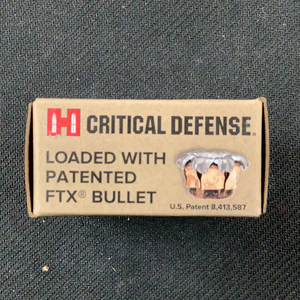 H CRITICAL DEFENSE®
LOADED WITH
PATENTED
FTX® BULLET
U.S. Patent 8,413,587